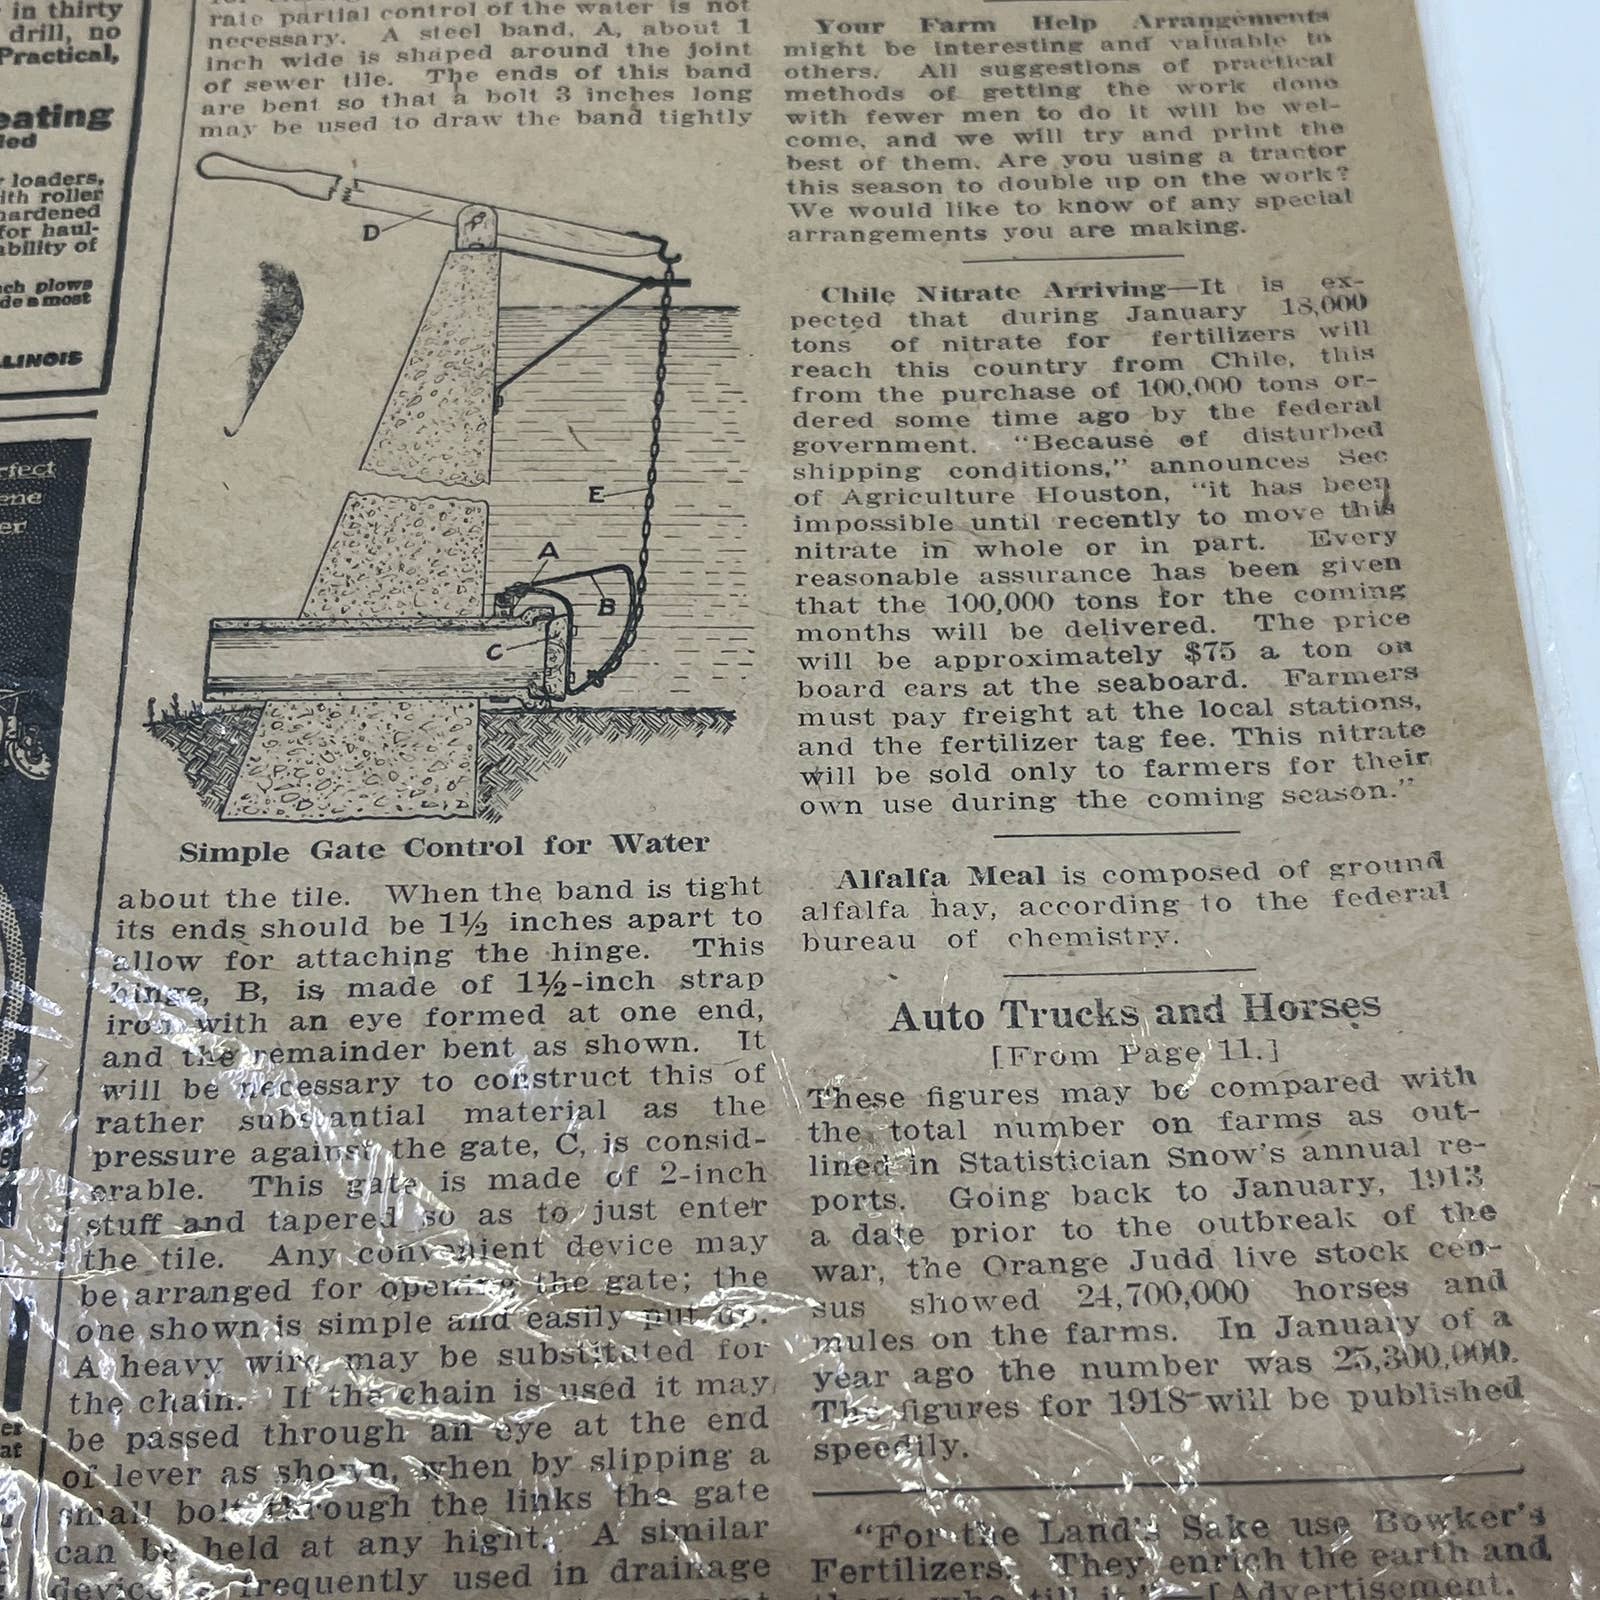 in thirty
drill, no
Practical,
eating
led
loaders,
ith roller
hardened
for haul-
ability of
ch plows
de a most
LLINOIS
rfect
ene
er
rate partial control of the water is not
necessary. A steel band, A, about 1
inch wide is shaped around the joint
of sewer tile. The ends of this band
are bent so that a bolt 3 inches long
may be used to draw the band tightly
D
E
A
B
C
Simple Gate Control for Water
about the tile. When the band is tight
its ends should be 1½ inches apart to
allow for attaching the hinge. This
hinge, B, is made of 1½-inch strap
iron with an eye formed at one end,
and the remainder bent as shown. It
will be necessary to construct this of
rather substantial material as the
pressure against the gate, C, is consid-
erable. This gate is made of 2-inch
stuff and tapered so as to just enter
the tile. Any convenient device may
be arranged for opening the gate; the
one shown is simple and easily put up.
A heavy wire may be substituted for
the chain. If the chain is used it may
be passed through an eye at the end
of lever as shown, when by slipping a
small bolt through the links the gate
can be held at any hight. A similar
device frequently used in drainage
Your Farm Help Arrangements
might be interesting and valuable to
others. All suggestions of practical
methods of getting the work done
with fewer men to do it will be wel-
come, and we will try and print the
best of them. Are you using a tractor
this season to double up on the work?
We would like to know of any special
arrangements you are making.
Chile Nitrate Arriving—It is ex-
pected that during January 18,000
tons of nitrate for fertilizers will
reach this country from Chile, this
from the purchase of 100,000 tons or-
dered some time ago by the federal
government. "Because of disturbed
shipping conditions," announces Sec
of Agriculture Houston, "it has been
impossible until recently to move this
nitrate in whole or in part. Every
reasonable assurance has been given
that the 100,000 tons for the coming
months will be delivered. The price
will be approximately $75 a ton on
board cars at the seaboard. Farmers
must pay freight at the local stations,
and the fertilizer tag fee. This nitrate
will be sold only to farmers for their
own use during the coming season."
Alfalfa Meal is composed of ground
alfalfa hay, according to the federal
bureau of chemistry.
Auto Trucks and Horses
[From Page 11.]
These figures may be compared with
the total number on farms as out-
lined in Statistician Snow's annual re-
ports. Going back to January, 1913
a date prior to the outbreak of the
war, the Orange Judd live stock cen-
sus showed 24,700,000 horses and
mules on the farms. In January of a
year ago the number was 25,300,000.
The figures for 1918 will be published
speedily.
"For the Land's Sake use Bowker's
Fertilizers. They enrich the earth and
those who till it."—[Advertisement.